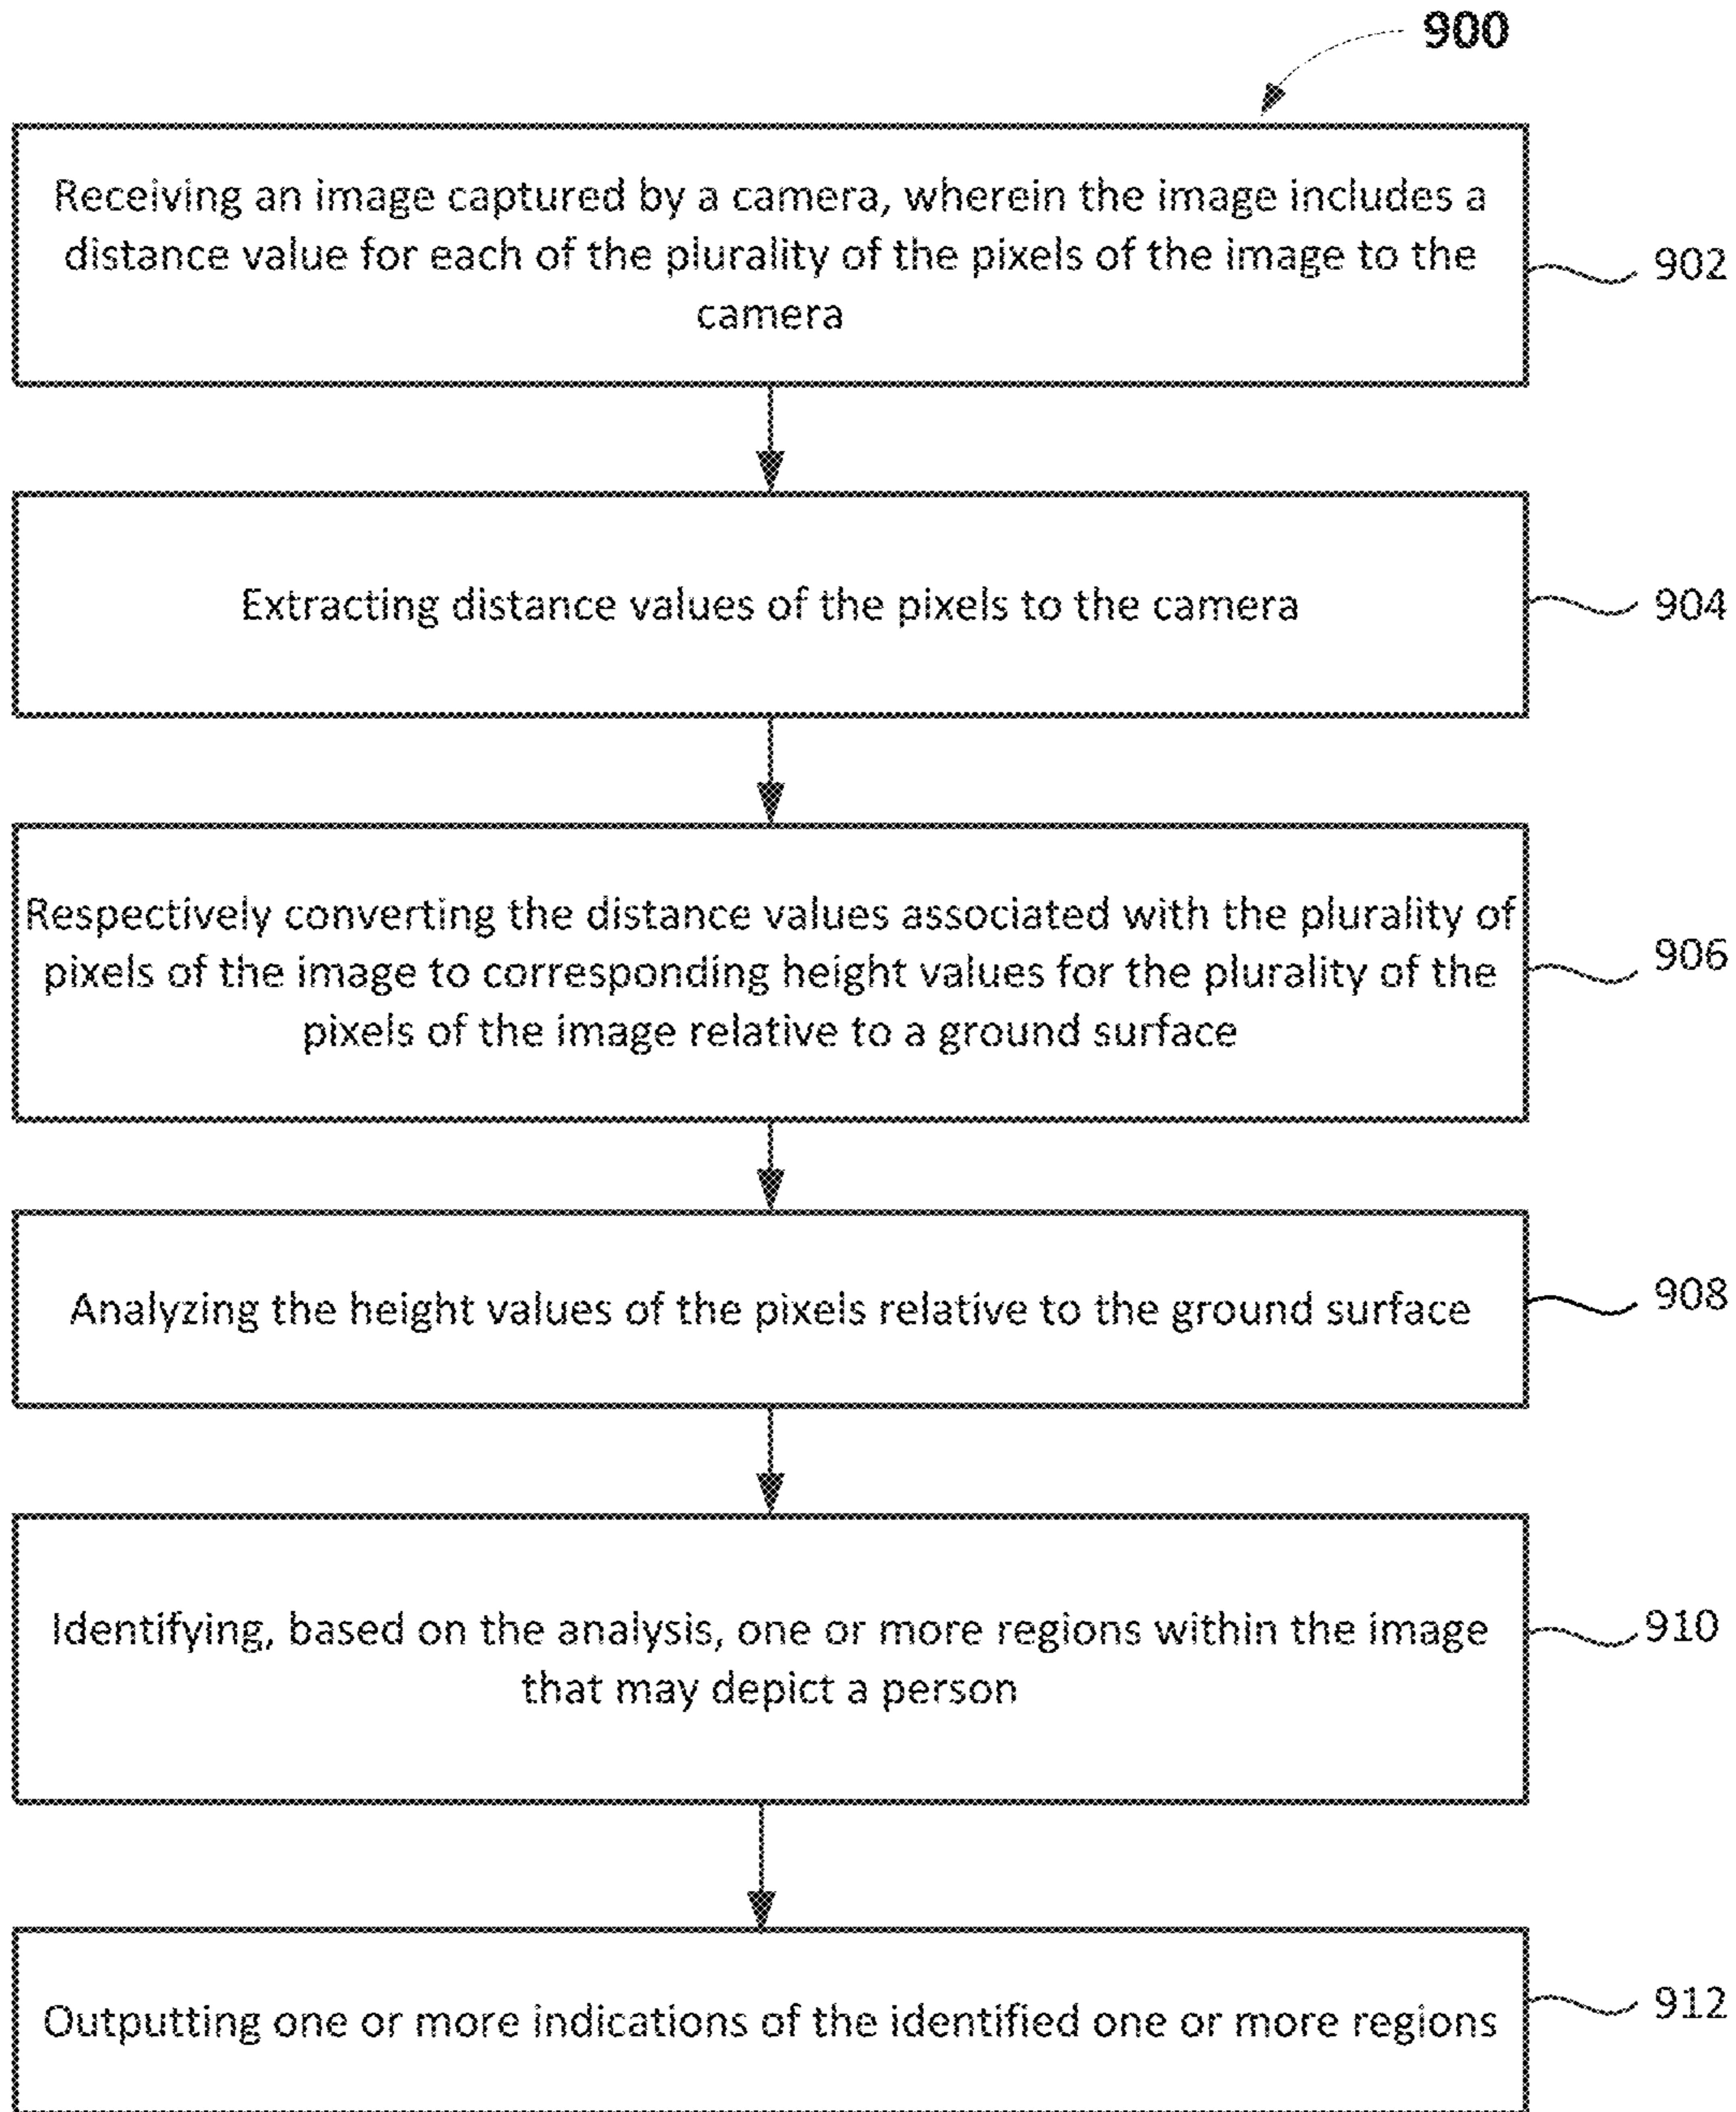 900
Receiving an image captured by a camera, wherein the image includes a
distance value for each of the plurality of the pixels of the image to the
camera
902
Extracting distance values of the pixels to the camera
904
Respectively converting the distance values associated with the plurality of
pixels of the image to corresponding height values for the plurality of the
pixels of the image relative to a ground surface
906
Analyzing the height values of the pixels relative to the ground surface
908
Identifying, based on the analysis, one or more regions within the image
that may depict a person
910
Outputting one or more indications of the identified one or more regions
912